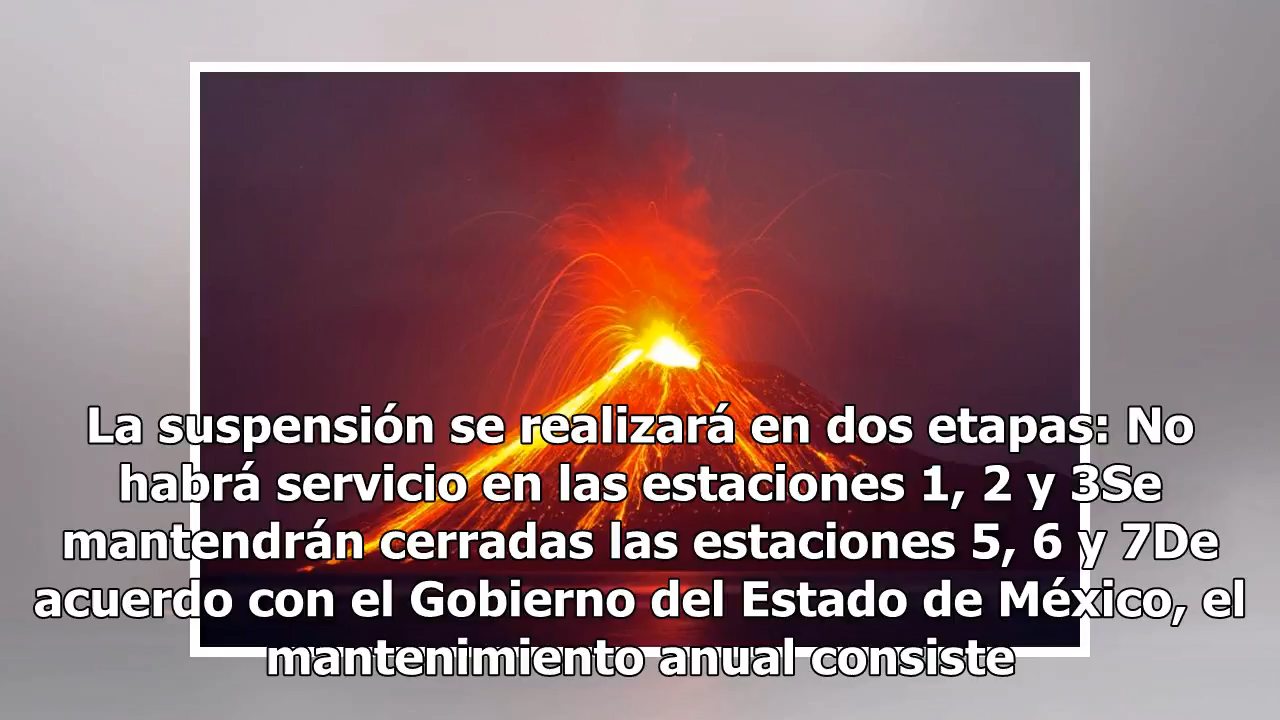 La suspensión se realizará en dos etapas: No
habrá servicio en las estaciones 1, 2 y 3Se
mantendrán cerradas las estaciones 5, 6 y 7De
acuerdo con el Gobierno del Estado de México, el
mantenimiento anual consiste